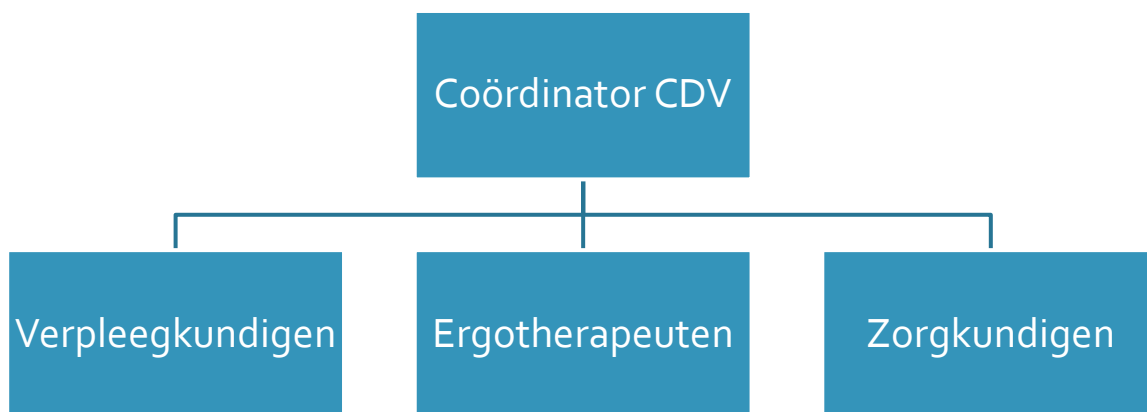 Coördinator CDV
Verpleegkundigen
Ergotherapeuten
Zorgkundigen